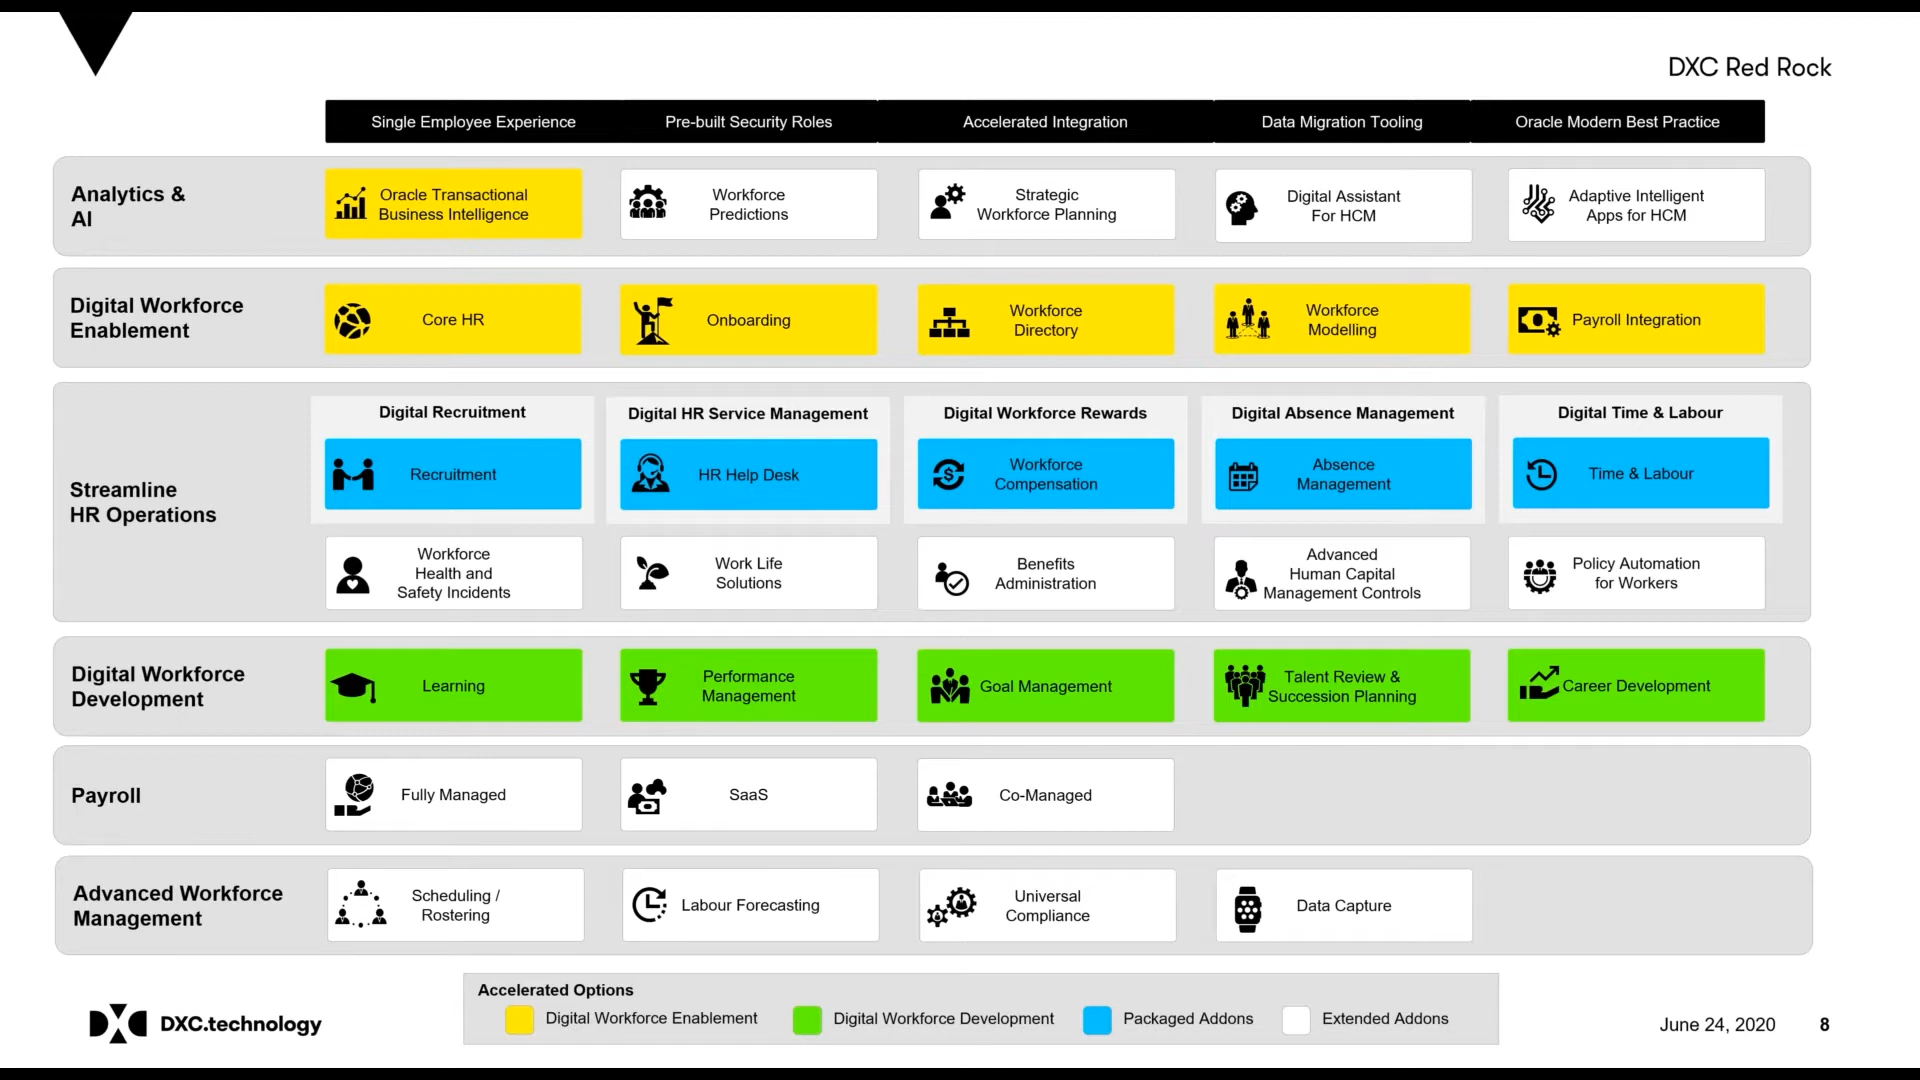 DXC Red Rock
Single Employee Experience
Pre-built Security Roles
Accelerated Integration
Data Migration Tooling
Oracle Modern Best Practice
Analytics &
AI
Oracle Transactional
Business Intelligence
Workforce
Predictions
Strategic
Workforce Planning
Digital Assistant
For HCM
Adaptive Intelligent
Apps for HCM
Digital Workforce
Enablement
Core HR
Onboarding
Workforce
Directory
Workforce
Modelling
Payroll Integration
Streamline
HR Operations
Digital Recruitment
Recruitment
Digital HR Service Management
HR Help Desk
Digital Workforce Rewards
Workforce
Compensation
Digital Absence Management
Absence
Management
Digital Time & Labour
Time & Labour
Workforce
Health and
Safety Incidents
Work Life
Solutions
Benefits
Administration
Advanced
Human Capital
Management Controls
Policy Automation
for Workers
Digital Workforce
Development
Learning
Performance
Management
Goal Management
Talent Review &
Succession Planning
Career Development
Payroll
Fully Managed
SaaS
Co-Managed
Advanced Workforce
Management
Scheduling /
Rostering
Labour Forecasting
Universal
Compliance
Data Capture
Accelerated Options
Digital Workforce Enablement
Digital Workforce Development
Packaged Addons
Extended Addons
DXC.technology
June 24, 2020
8